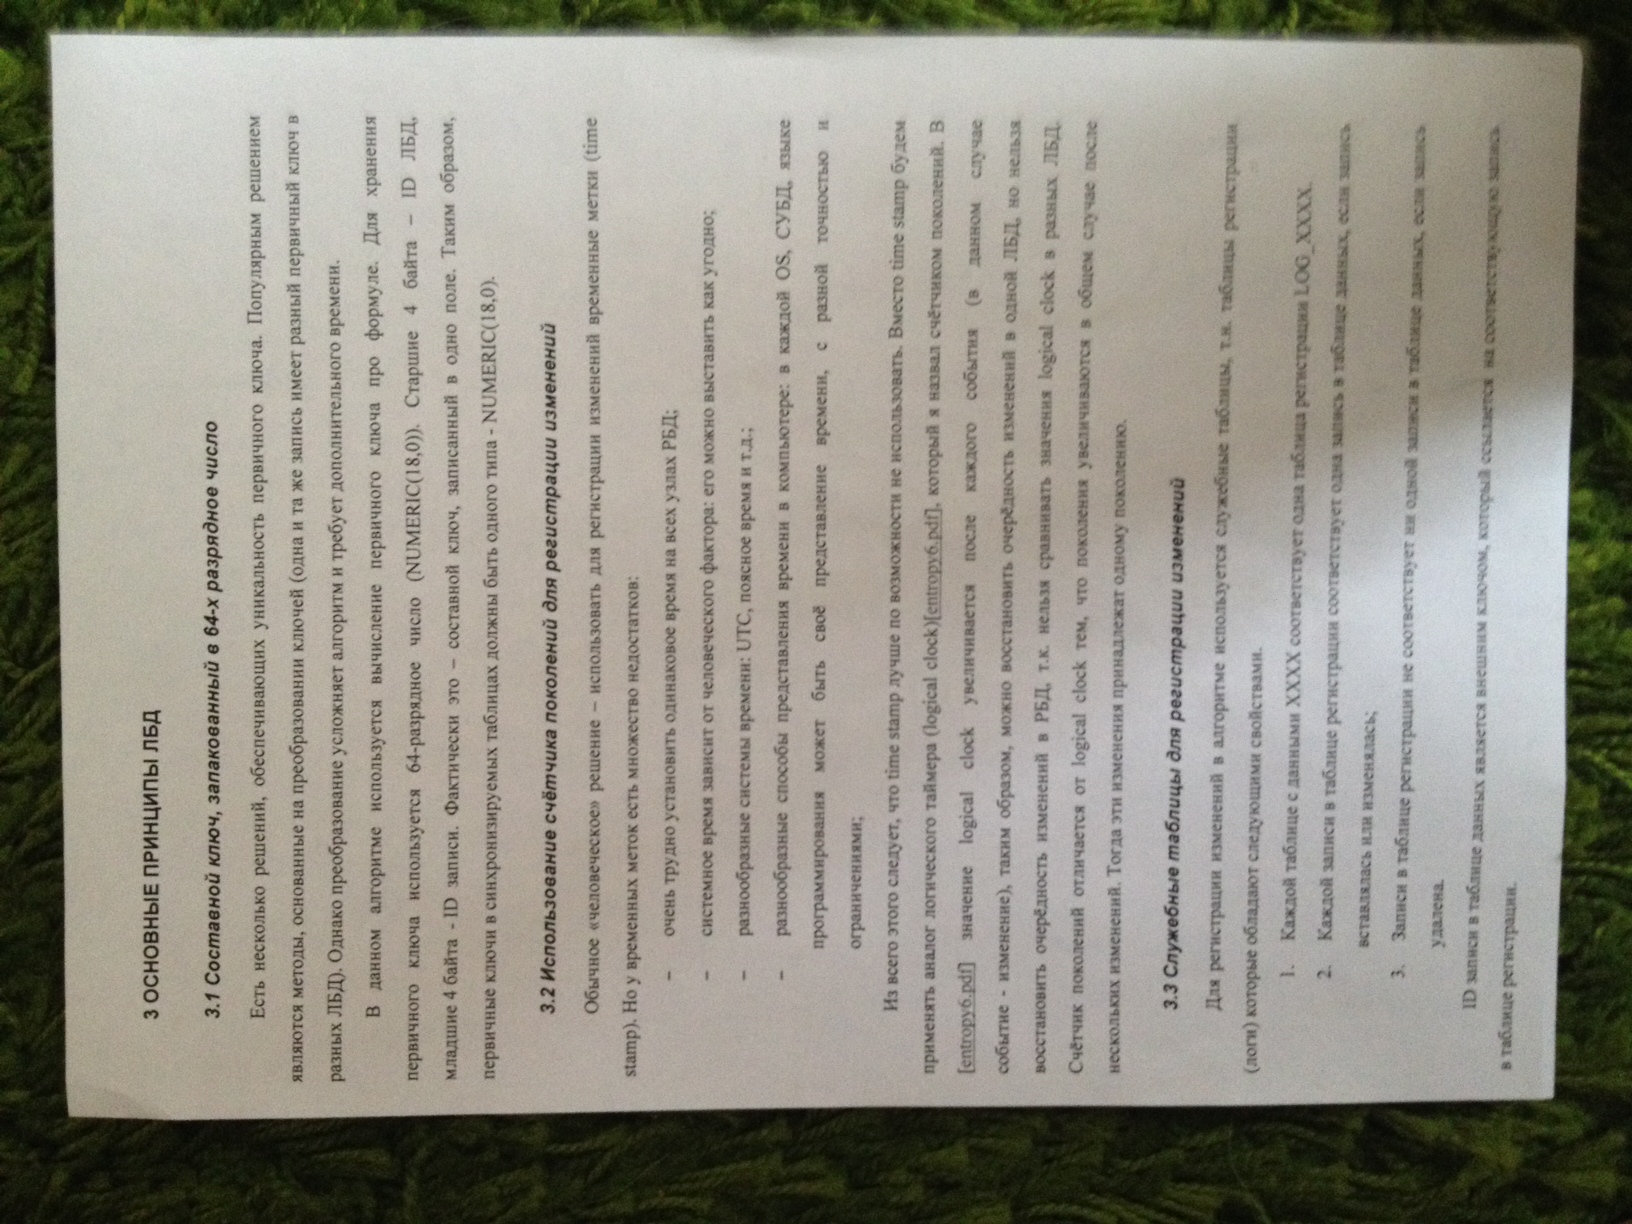 3 ОСНОВНЫЕ ПРИНЦИПЫ ЛБД
3.1 Составной ключ, запакованный в 64-х разрядное число
Есть несколько решений, обеспечивающих уникальность первичного ключа. Популярным решением
являются методы, основанные на преобразовании ключей (одна и та же запись имеет разный первичный ключ в
разных ЛБД). Однако преобразование усложняет алгоритм и требует дополнительного времени.
В данном алгоритме используется вычисление первичного ключа про формуле. Для хранения
первичного ключа используется 64-разрядное число (NUMERIC(18,0)). Старшие 4 байта – ID ЛБД,
младшие 4 байта - ID записи. Фактически это – составной ключ, записанный в одно поле. Таким образом,
первичные ключи в синхронизируемых таблицах должны быть одного типа - NUMERIC(18,0).
3.2 Использование счётчика поколений для регистрации изменений
Обычное «человеческое» решение – использовать для регистрации изменений временные метки (time
stamp). Но у временных меток есть множество недостатков:
– очень трудно установить одинаковое время на всех узлах РБД;
– системное время зависит от человеческого фактора: его можно выставить как угодно;
– разнообразные системы времени: UTC, поясное время и т.д.;
– разнообразные способы представления времени в компьютере: в каждой OS, СУБД, языке
программирования может быть своё представление времени, с разной точностью и
ограничениями;
Из всего этого следует, что time stamp лучше по возможности не использовать. Вместо time stamp будем
применять аналог логического таймера (logical clock)[entropy6.pdf], который я назвал счётчиком поколений. В
[entropy6.pdf] значение logical clock увеличивается после каждого события (в данном случае
событие - изменение), таким образом, можно восстановить очерёдность изменений в одной ЛБД, но нельзя
восстановить очерёдность изменений в РБД, т.к. нельзя сравнивать значения logical clock в разных ЛБД.
Счётчик поколений отличается от logical clock тем, что поколения увеличиваются в общем случае после
нескольких изменений. Тогда эти изменения принадлежат одному поколению.
3.3 Служебные таблицы для регистрации изменений
Для регистрации изменений в алгоритме используется служебные таблицы, т.н. таблицы регистрации
(логи) которые обладают следующими свойствами.
1. Каждой таблице с данными XXXX соответствует одна таблица регистрации LOG_XXXX.
2. Каждой записи в таблице регистрации соответствует одна запись в таблице данных, если запись
вставлялась или изменялась;
3. Записи в таблице регистрации не соответствует ни одной записи в таблице данных, если запись
удалена.
ID записи в таблице данных является внешним ключом, который ссылается на соответствующую запись
в таблице регистрации.